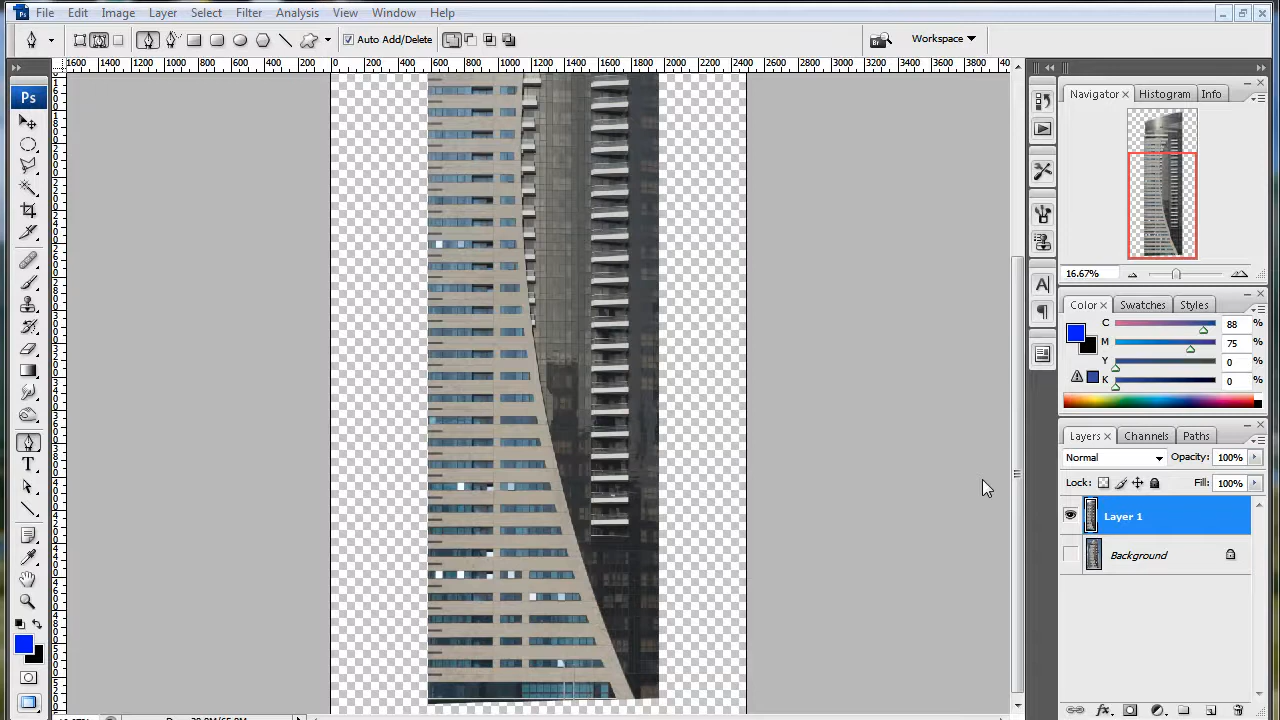 Ps File Edit Image Layer Select Filter Analysis View Window Help
Auto Add/Delete Br Workspace
1600 1400 1200 1000 800 600 400 200 0 200 400 600 800 1000 1200 1400 1600 1800 2000 2200 2400 2600 2800 3000 3200 3400 3600 3800 40
Ps
Navigator Histogram Info
16.67%
Color Swatches Styles
C 88 %
M 75 %
Y 0 %
K 0 %
Layers Channels Paths
Normal Opacity: 100%
Lock: Fill: 100%
Layer 1
Background